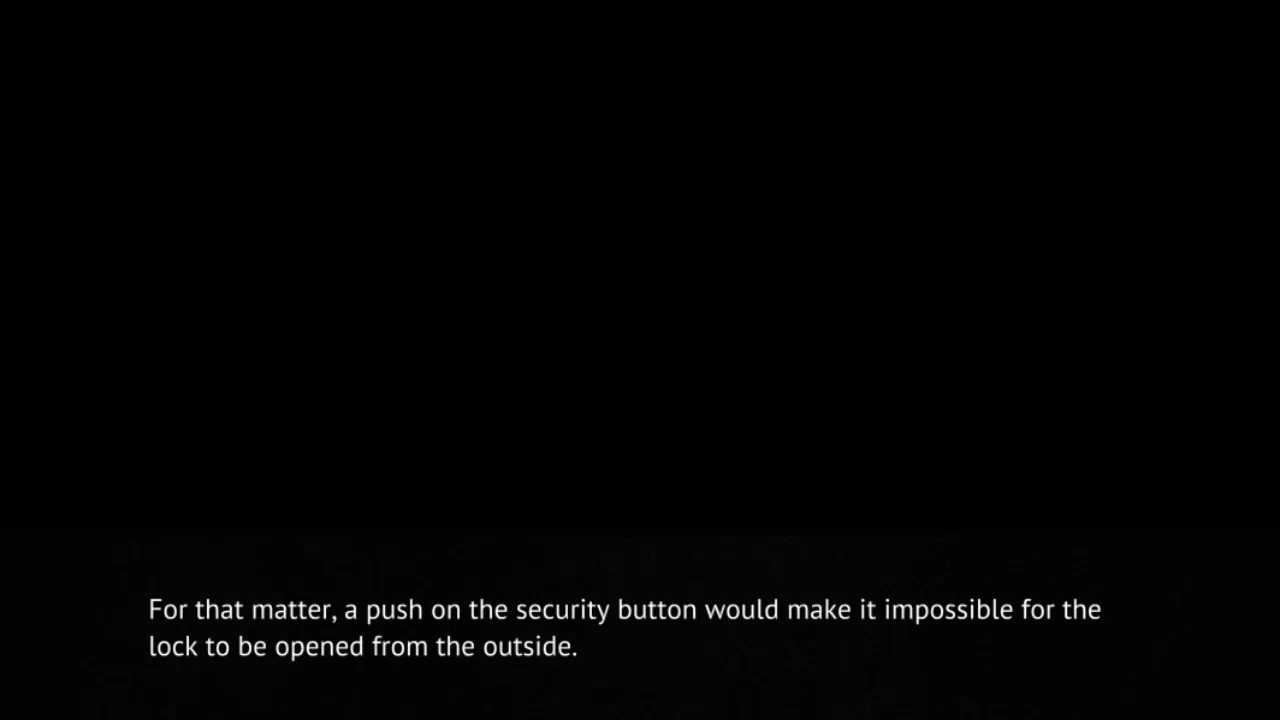 For that matter, a push on the security button would make it impossible for the
lock to be opened from the outside.